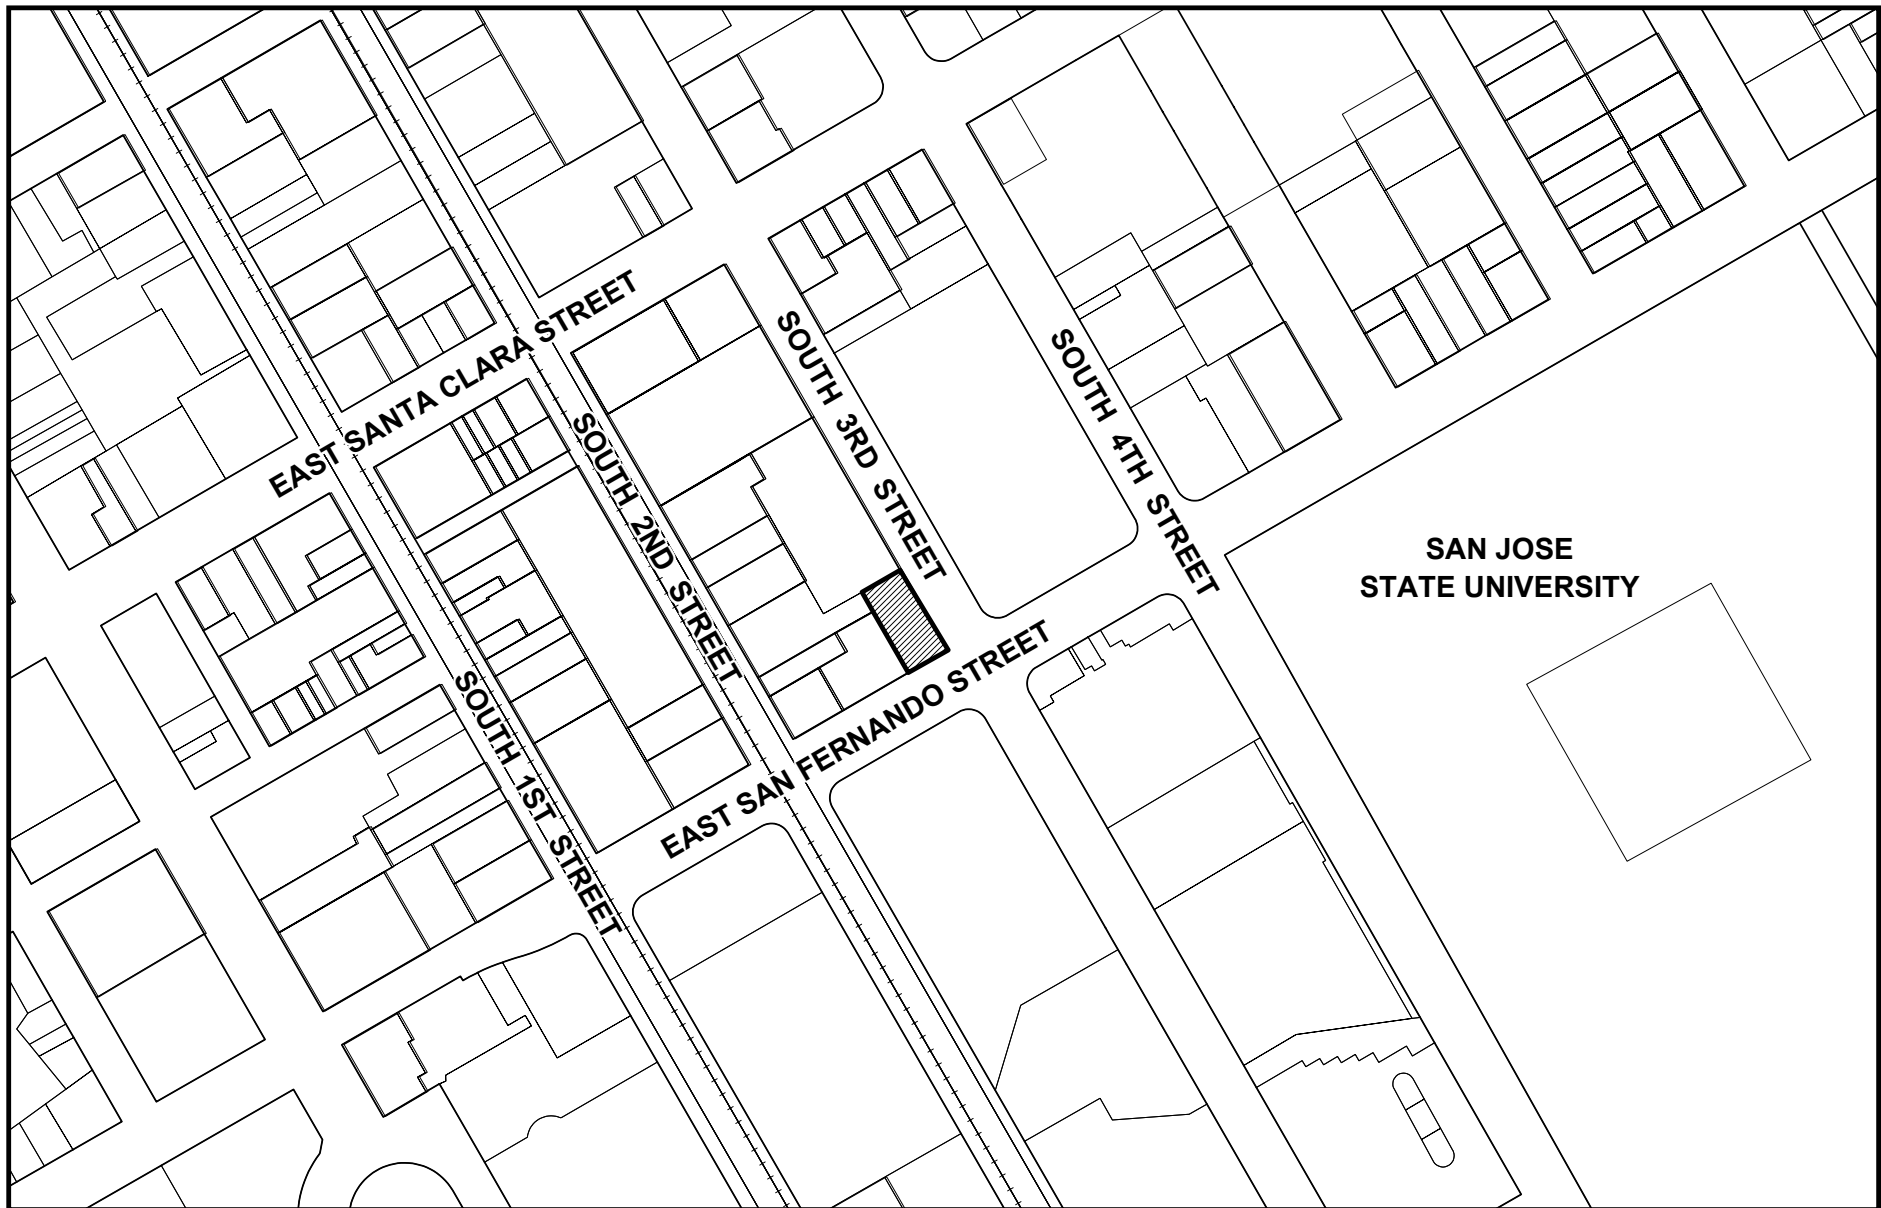 EAST SANTA CLARA STREET
SOUTH 3RD STREET
SOUTH 4TH STREET
SOUTH 2ND STREET
SAN JOSE
STATE UNIVERSITY
EAST SAN FERNANDO STREET
SOUTH 1ST STREET